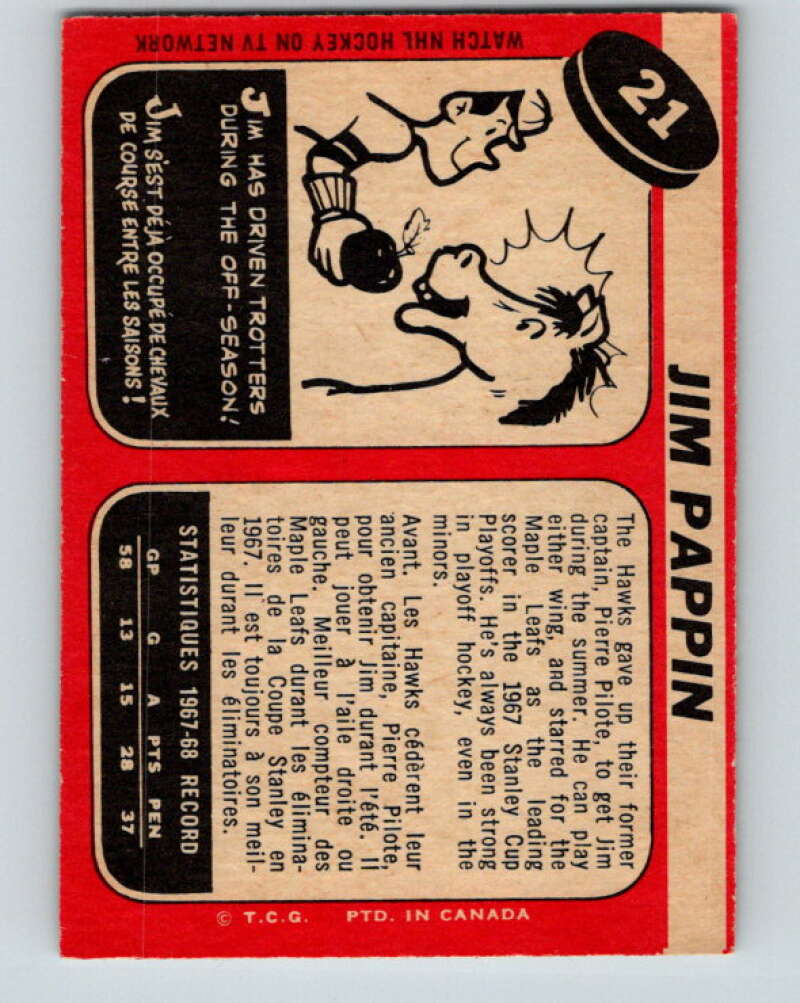 21
JIM PAPPIN
WATCH NHL HOCKEY ON TV NETWORK
JIM HAS DRIVEN TROTTERS
DURING THE OFF-SEASON!
JIM S'EST DÉJÀ OCCUPÉ DE CHEVAUX
DE COURSE ENTRE LES SAISONS!
The Hawks gave up their former
captain, Pierre Pilote, to get Jim
during the summer. He can play
either wing, and starred for the
Maple Leafs as the leading
scorer in the 1967 Stanley Cup
Playoffs. He's always been strong
in playoff hockey, even in the
minors.
Avant. Les Hawks cédèrent leur
ancien capitaine, Pierre Pilote,
pour obtenir Jim durant l'été. Il
peut jouer à l'aile droite ou
gauche. Meilleur compteur des
Maple Leafs durant les élimina-
toires de la Coupe Stanley en
1967. Il est toujours à son meil-
leur durant les éliminatoires.
STATISTIQUES 1967-68 RECORD
GP G A PTS PEN
58 13 15 28 37
© T.C.G. PTD. IN CANADA